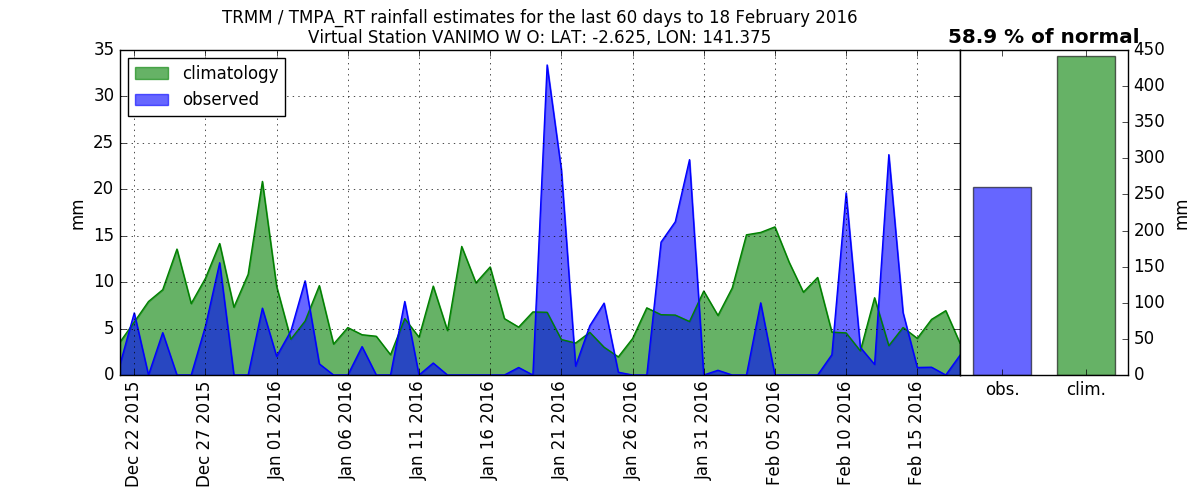 TRMM / TMPA_RT rainfall estimates for the last 60 days to 18 February 2016
Virtual Station VANIMO W O: LAT: -2.625, LON: 141.375
58.9 % of normal
climatology
observed
mm
35
30
25
20
15
10
5
0
Dec 22 2015
Dec 27 2015
Jan 01 2016
Jan 06 2016
Jan 11 2016
Jan 16 2016
Jan 21 2016
Jan 26 2016
Jan 31 2016
Feb 05 2016
Feb 10 2016
Feb 15 2016
450
400
350
300
250
200
150
100
50
0
mm
obs.
clim.